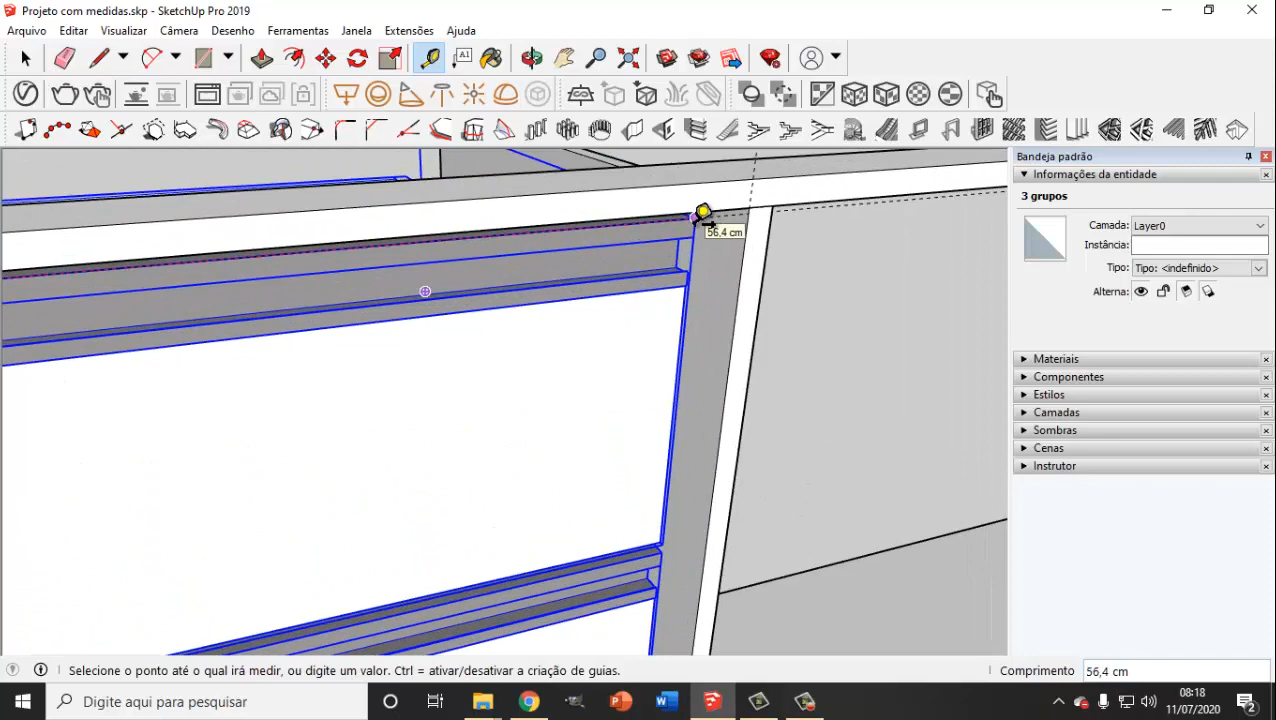 Projeto com medidas.skp - SketchUp Pro 2019
Arquivo Editar Visualizar Câmera Desenho Ferramentas Janela Extensões Ajuda
A1
Bandeja padrão
Informações da entidade
3 grupos
Camada: Layer0
Instância:
Tipo: Tipo: <indefinido>
Alterna:
Materiais
Componentes
Estilos
Camadas
Sombras
Cenas
Instrutor
56,4 cm
Selecione o ponto até o qual irá medir, ou digite um valor. Ctrl = ativar/desativar a criação de guias.
Comprimento 56,4 cm
Digite aqui para pesquisar
08:18
11/07/2020
2